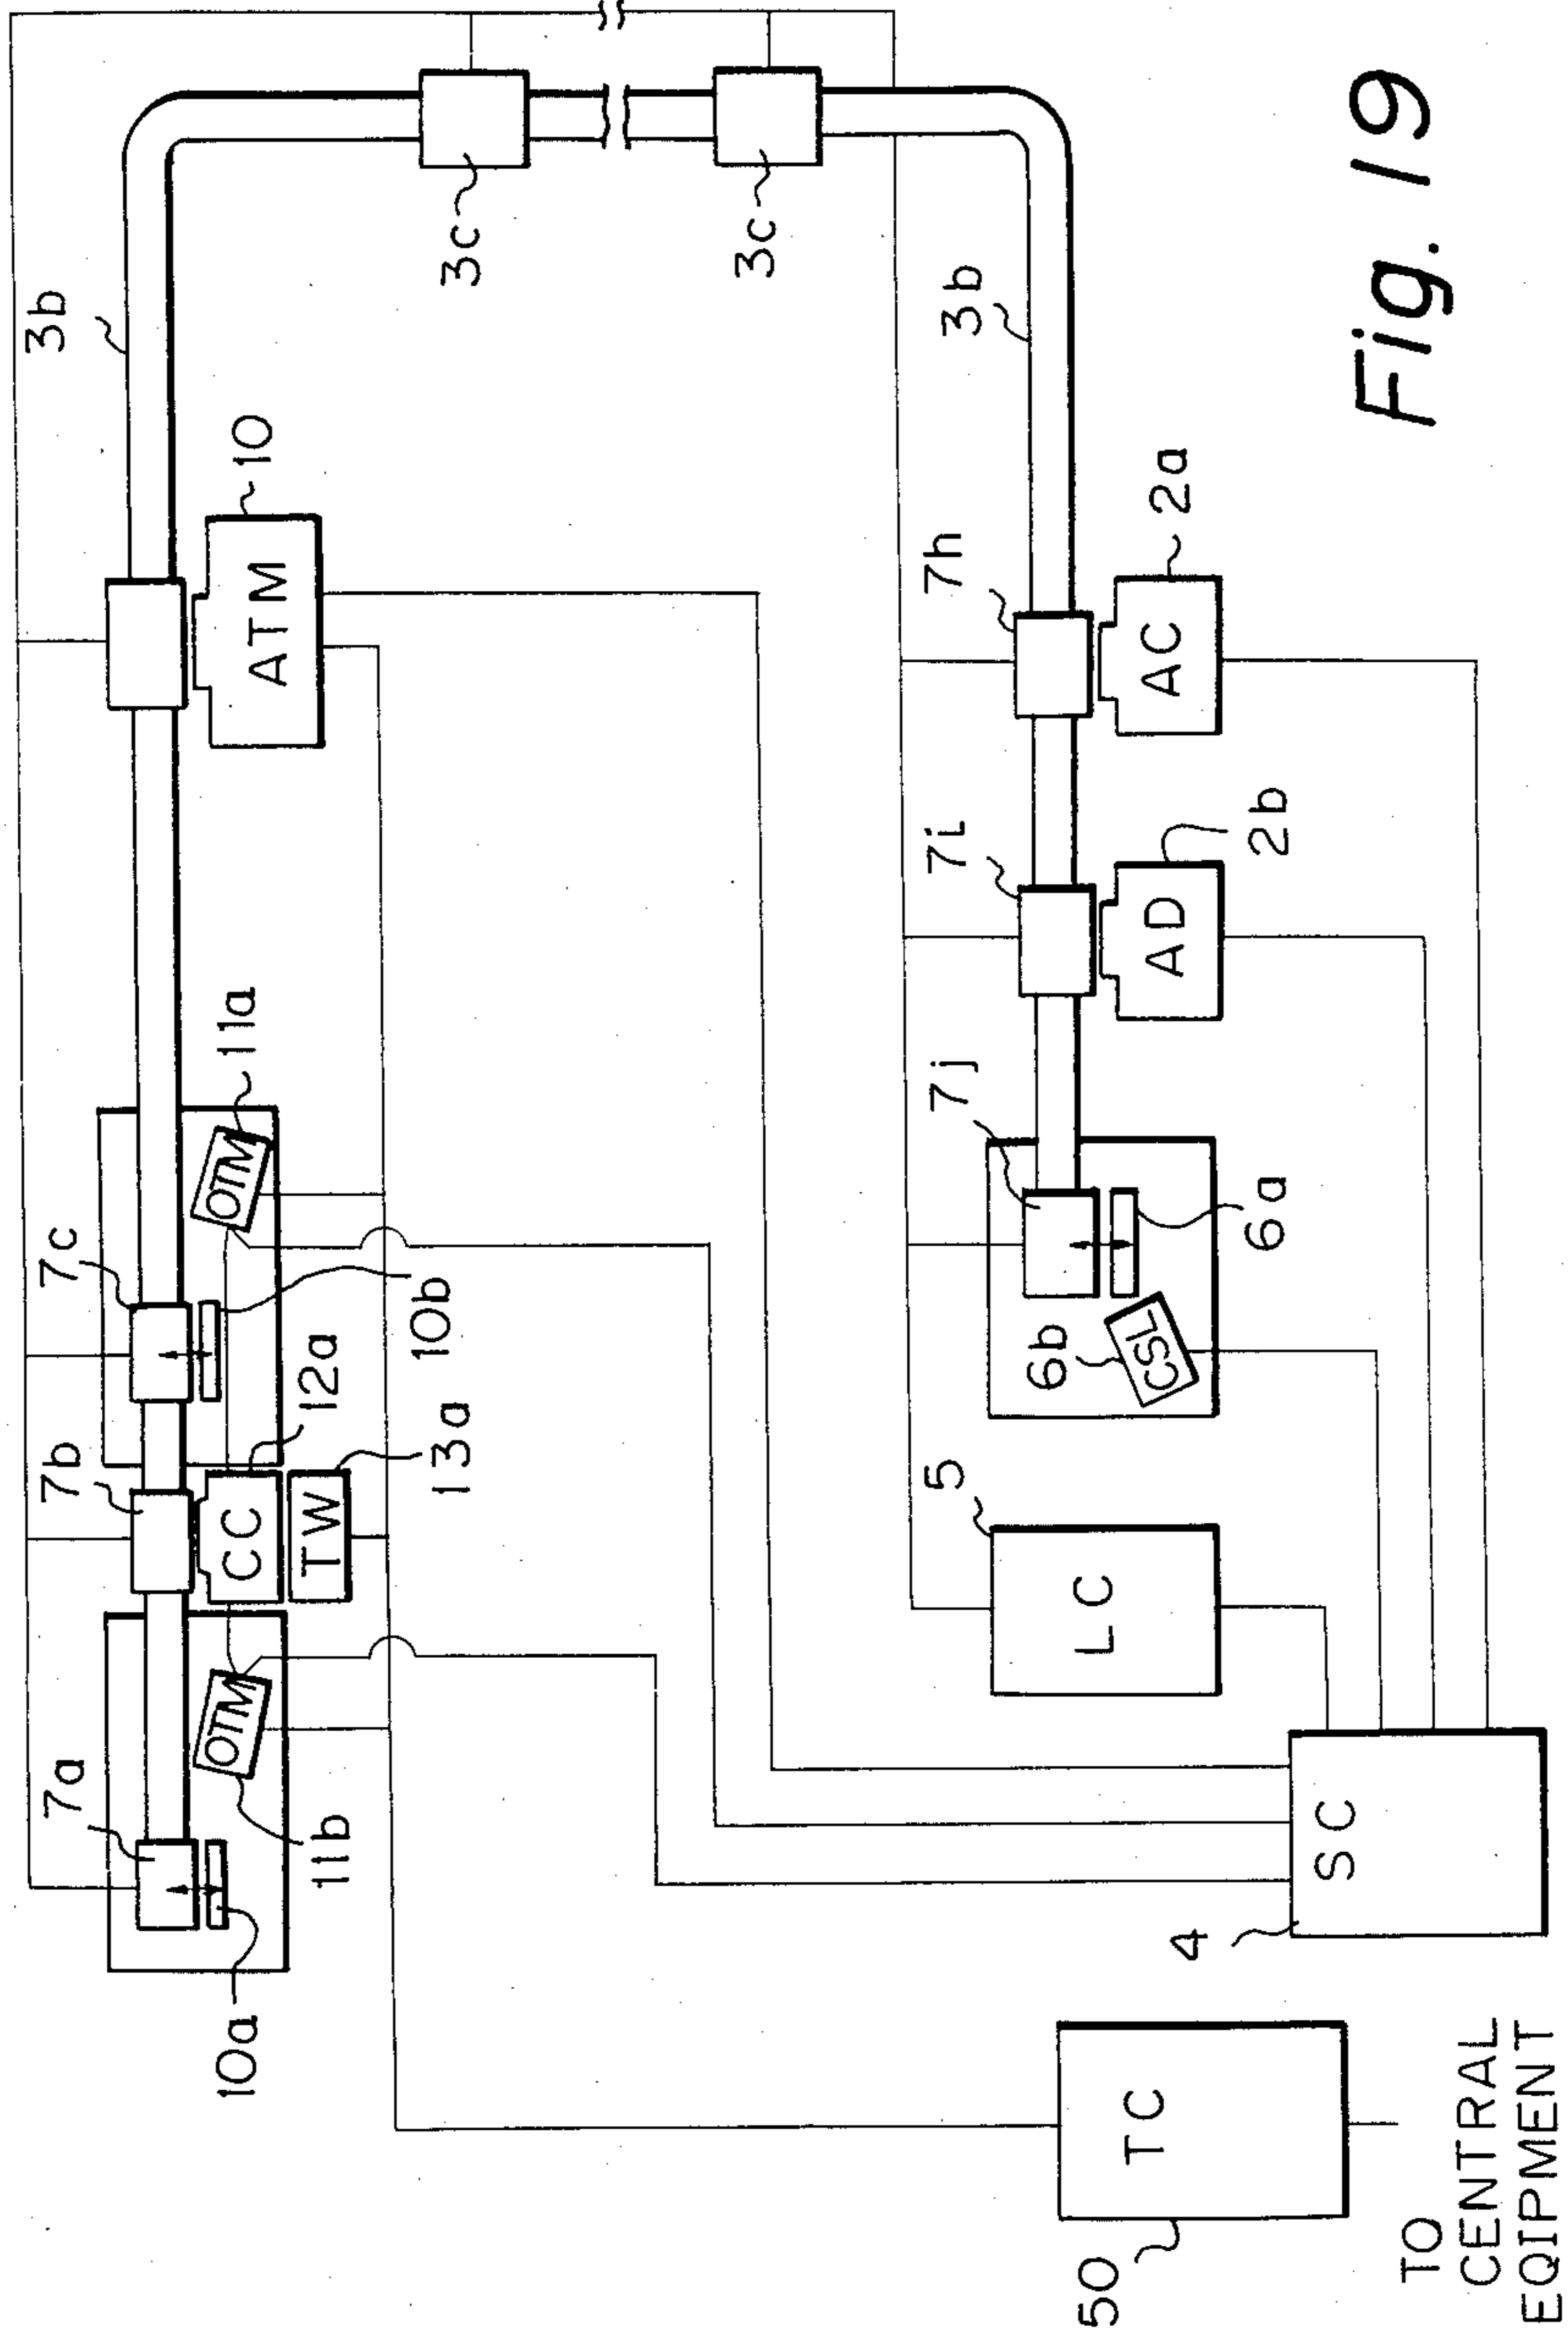 3b
3c
3c
10
ATM
3b
7h
2a
AC
11a
OTM
7i
2b
AD
7c
10b
7j
6a
7b
12a
CC
13a
TW
6b
CSL
5
LC
7a
OTM
11b
10a
4
SC
50
TC
TO
CENTRAL
EQIPMENT
Fig. 19